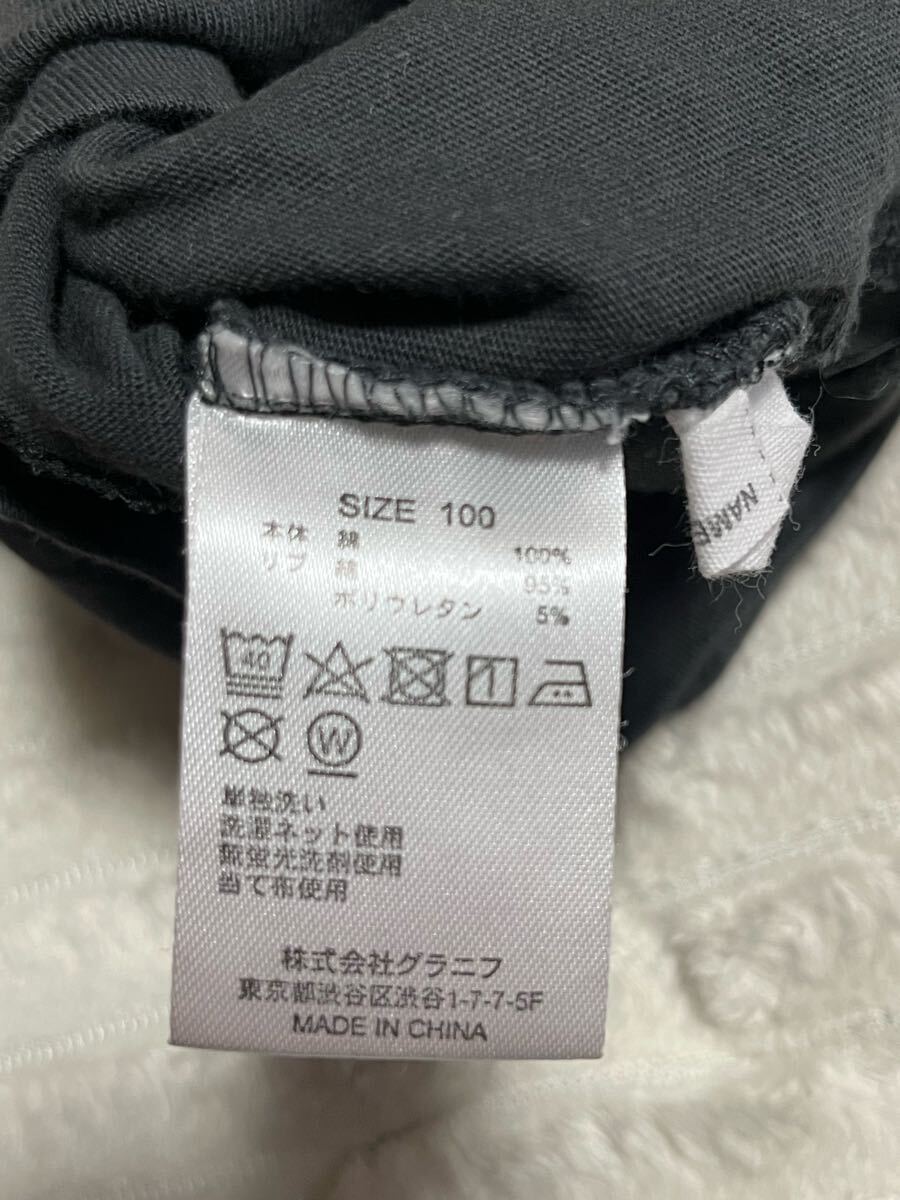 SIZE 100
本体 綿 100%
リブ 綿 95%
ポリウレタン 5%
40
W
単独洗い
洗濯ネット使用
無蛍光洗剤使用
当て布使用
株式会社グラニフ
東京都渋谷区渋谷1-7-7-5F
MADE IN CHINA
NAME